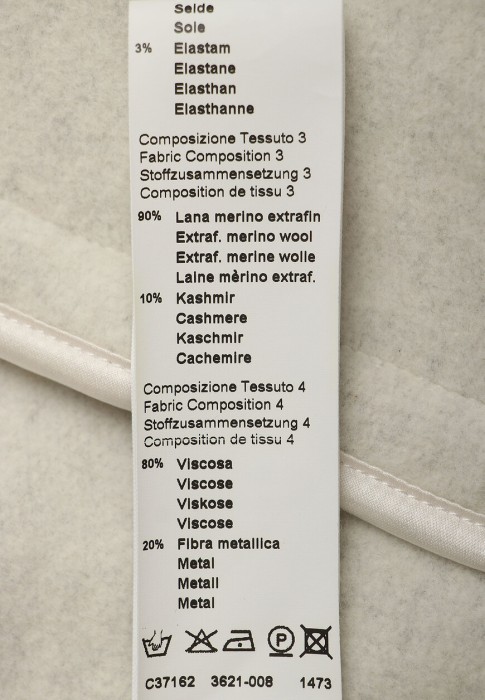 Seide
Soie
3% Elastam
Elastane
Elasthan
Elasthanne
Composizione Tessuto 3
Fabric Composition 3
Stoffzusammensetzung 3
Composition de tissu 3
90% Lana merino extrafin
Extraf. merino wool
Extraf. merine wolle
Laine mèrino extraf.
10% Kashmir
Cashmere
Kaschmir
Cachemire
Composizione Tessuto 4
Fabric Composition 4
Stoffzusammensetzung 4
Composition de tissu 4
80% Viscosa
Viscose
Viskose
Viscose
20% Fibra metallica
Metal
Metall
Metal
P
C37162 3621-008 1473